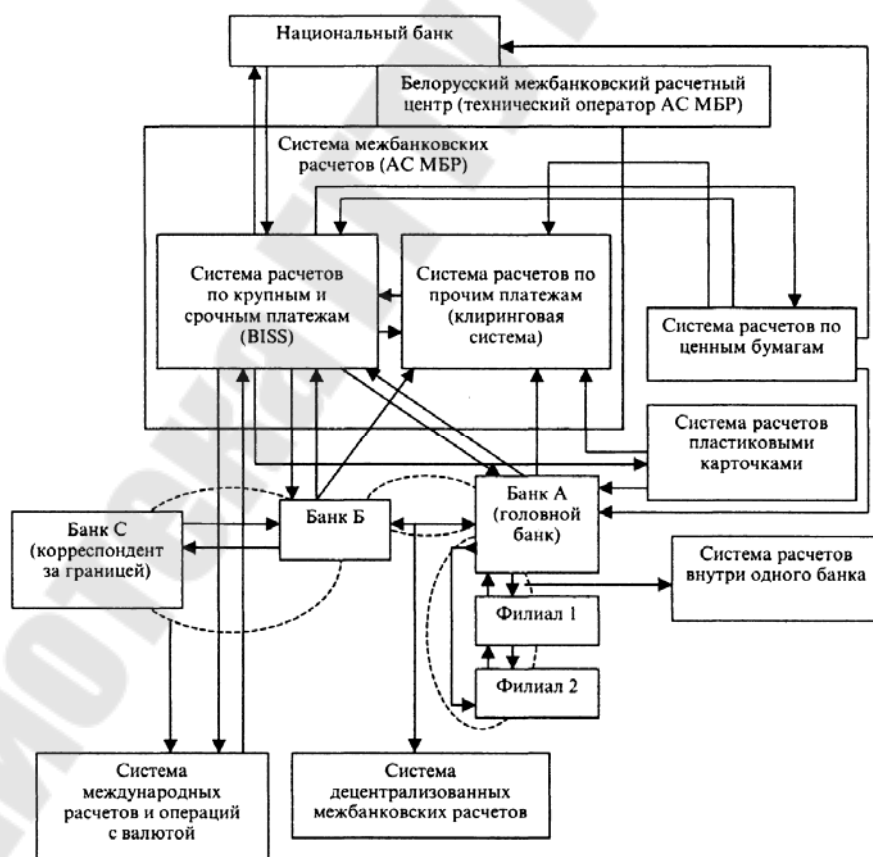 Национальный банк
Белорусский межбанковский расчетный
центр (технический оператор АС МБР)
Система межбанковских
расчетов (АС МБР)
Система расчетов
по крупным и
срочным платежам
(BISS)
Система расчетов по
прочим платежам
(клиринговая
система)
Система расчетов по
ценным бумагам
Система расчетов
пластиковыми
карточками
Банк С
(корреспондент
за границей)
Банк Б
Банк А
(головной
банк)
Система расчетов
внутри одного банка
Филиал 1
Филиал 2
Система
международных
расчетов и операций
с валютой
Система
децентрализованных
межбанковских расчетов